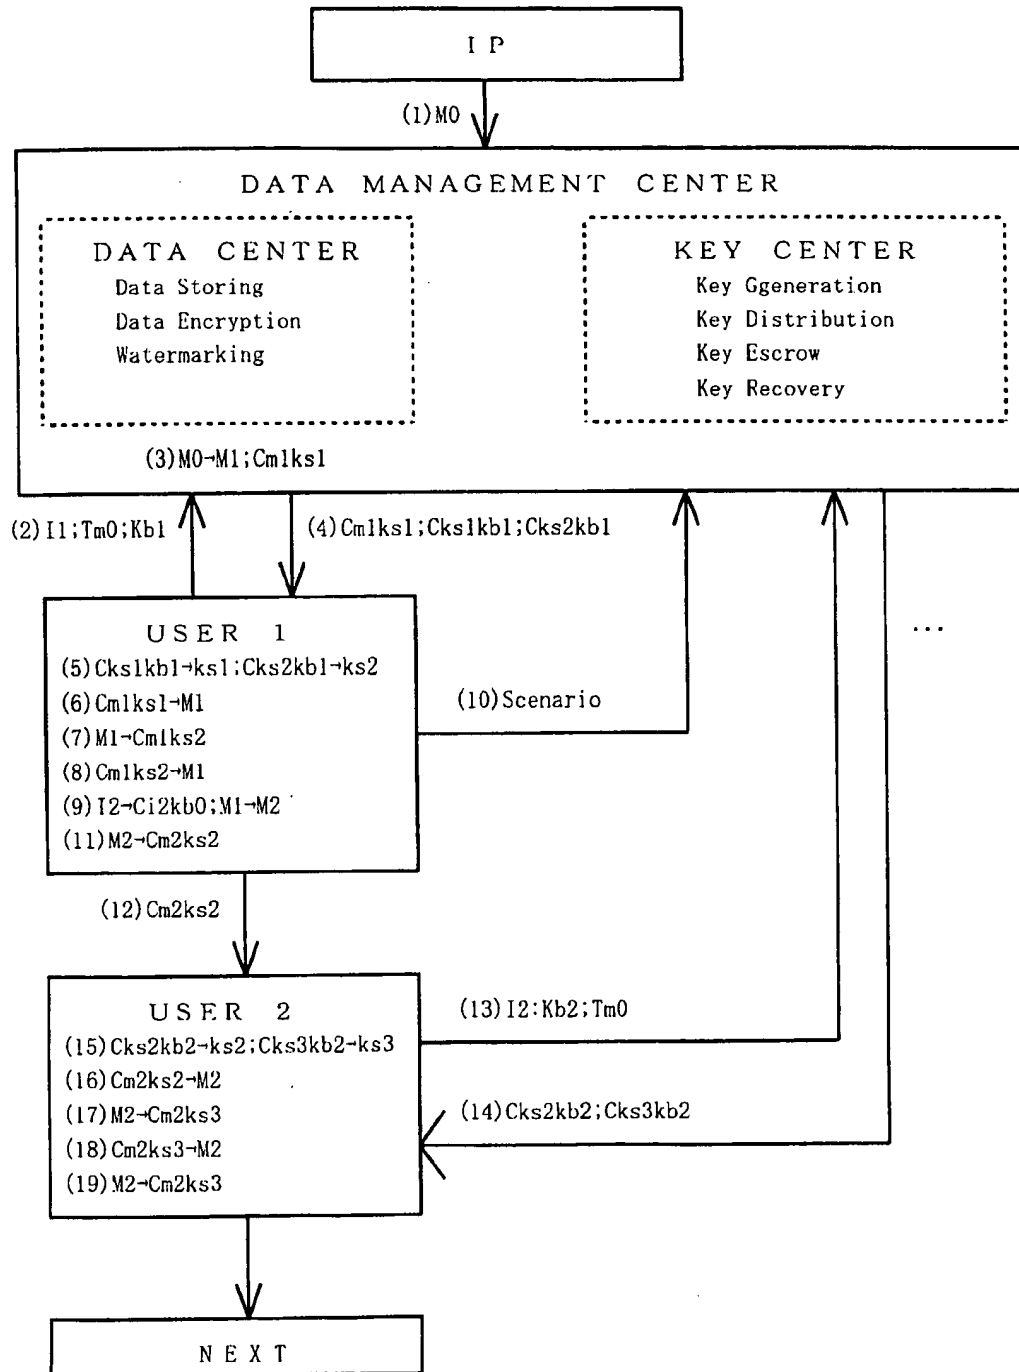 IP
(1)M0
DATA MANAGEMENT CENTER
DATA CENTER
Data Storing
Data Encryption
Watermarking
KEY CENTER
Key Ggeneration
Key Distribution
Key Escrow
Key Recovery
(3)M0→M1;Cm1ks1
(2)I1;Tm0;Kb1
(4)Cm1ks1;Cks1kb1;Cks2kb1
USER 1
(5)Cks1kb1→ks1;Cks2kb1→ks2
(6)Cm1ks1→M1
(7)M1→Cm1ks2
(8)Cm1ks2→M1
(9)I2→Ci2kb0;M1→M2
(11)M2→Cm2ks2
(10)Scenario
...
(12)Cm2ks2
USER 2
(15)Cks2kb2→ks2;Cks3kb2→ks3
(16)Cm2ks2→M2
(17)M2→Cm2ks3
(18)Cm2ks3→M2
(19)M2→Cm2ks3
(13)I2:Kb2;Tm0
(14)Cks2kb2;Cks3kb2
NEXT